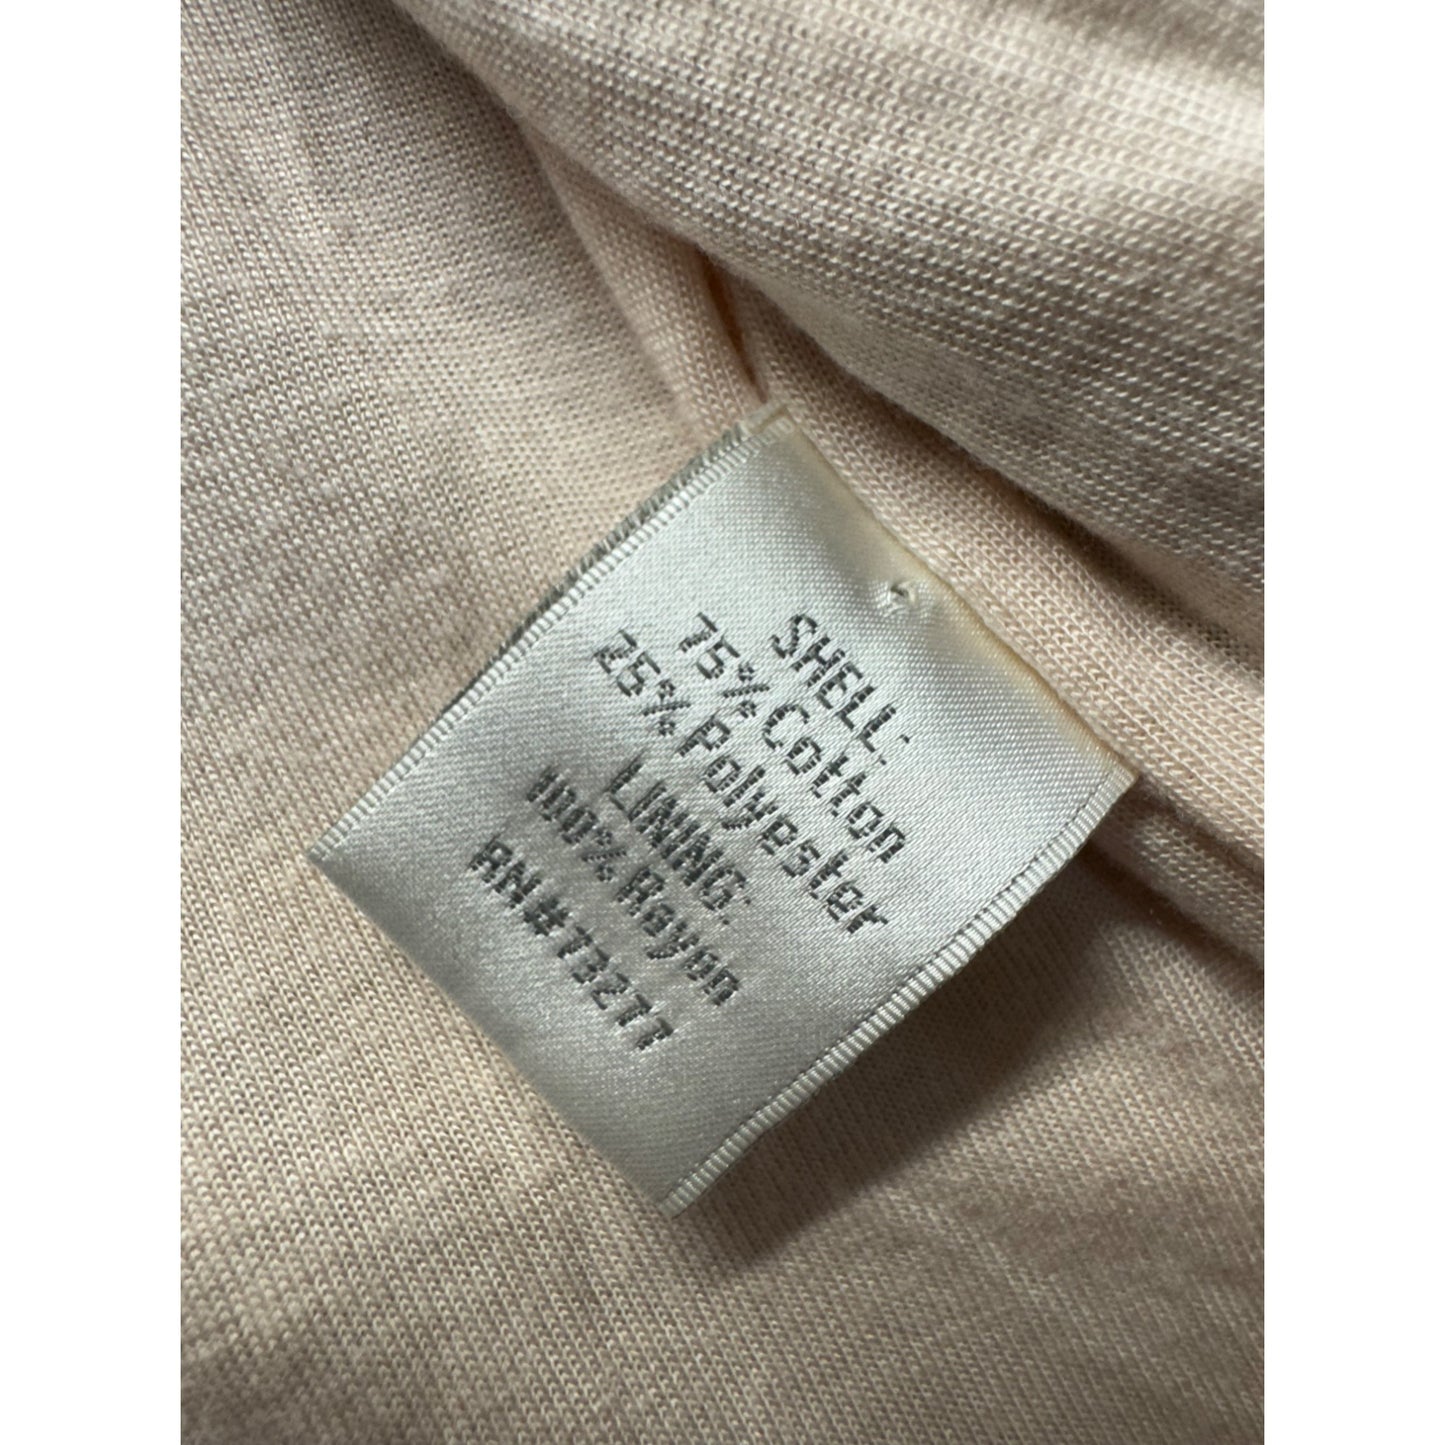 SHELL:
75% Cotton
25% Polyester
LINING:
100% Rayon
RN#73277